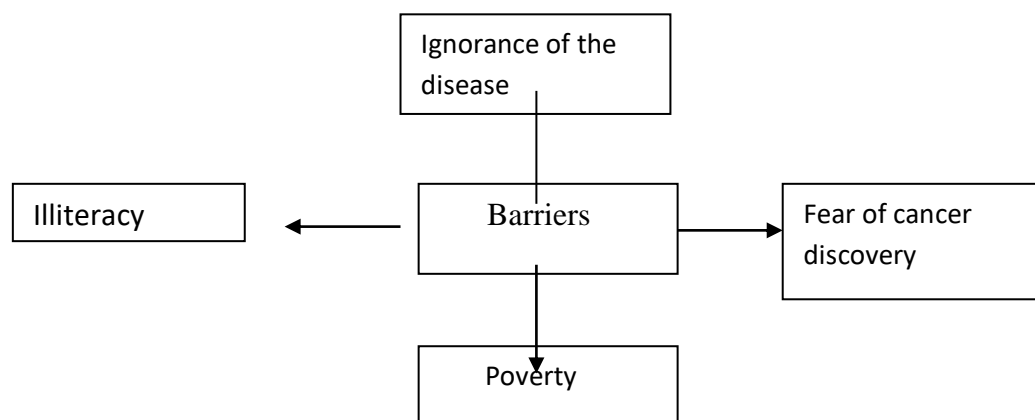 Ignorance of the
disease
Illiteracy
Barriers
Fear of cancer
discovery
Poverty